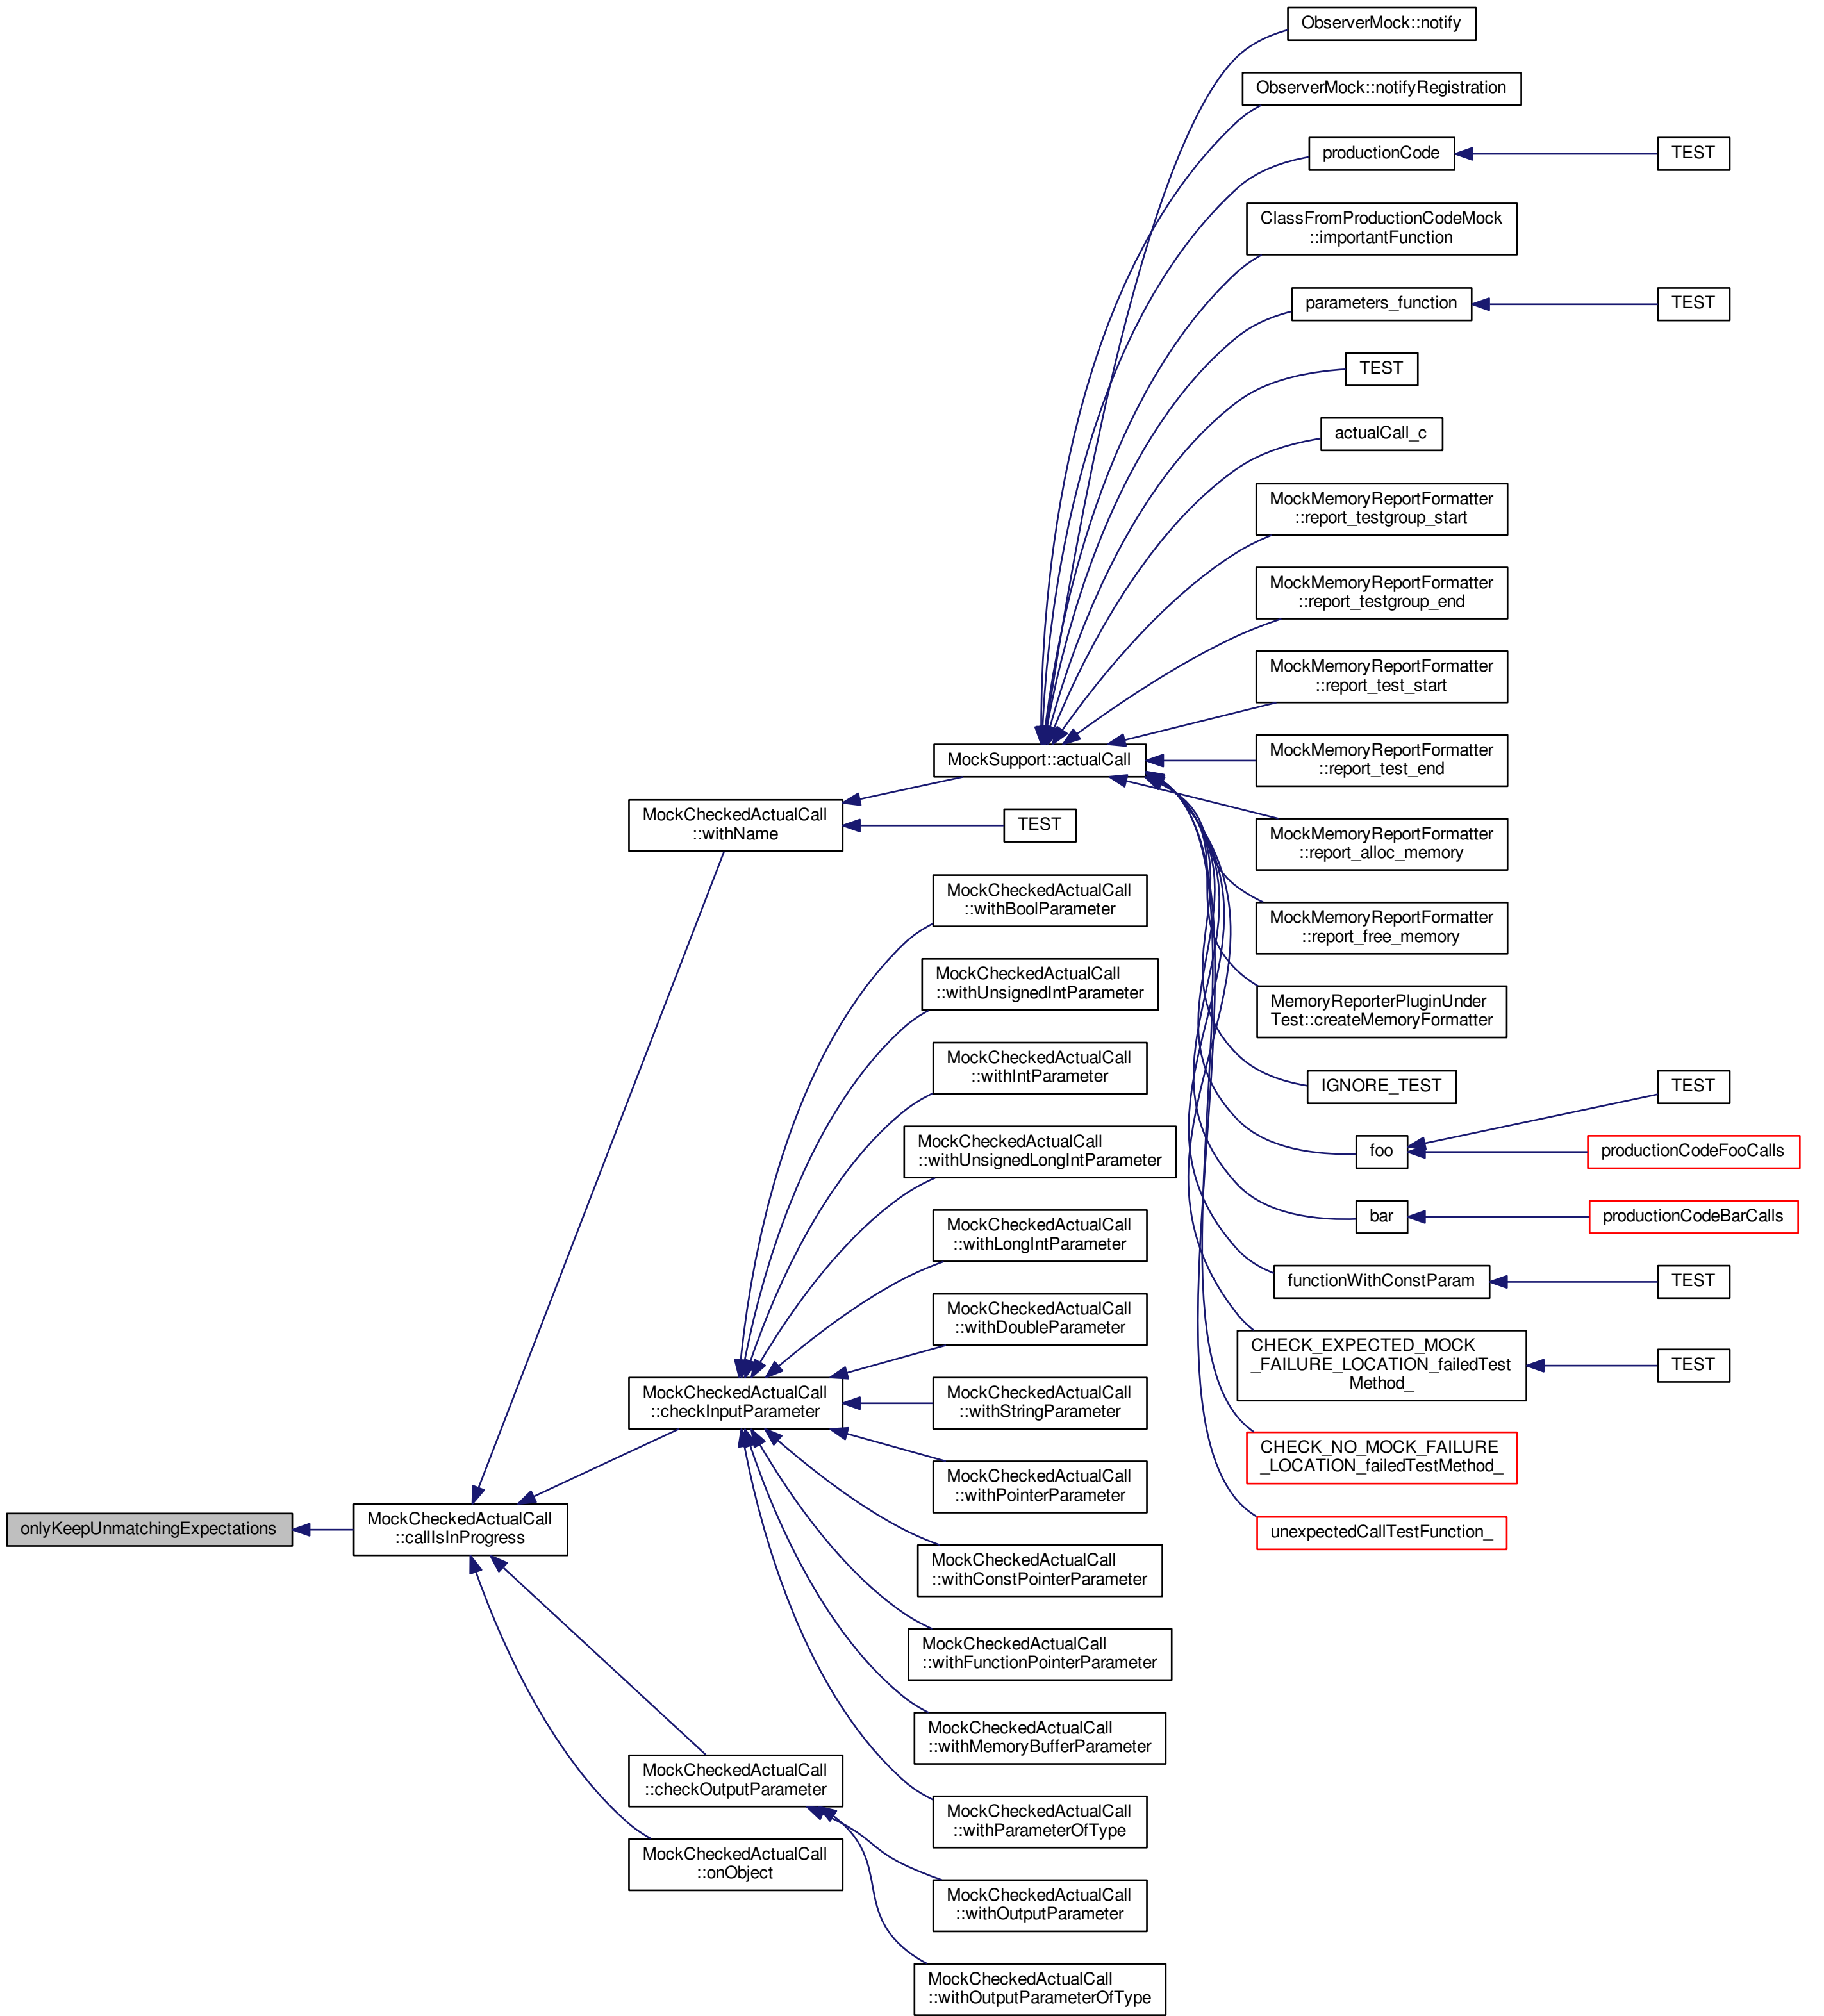 ObserverMock::notify
ObserverMock::notifyRegistration
productionCode
TEST
ClassFromProductionCodeMock
::importantFunction
parameters_function
TEST
TEST
actualCall_c
MockMemoryReportFormatter
::report_testgroup_start
MockMemoryReportFormatter
::report_testgroup_end
MockMemoryReportFormatter
::report_test_start
MockSupport::actualCall
MockMemoryReportFormatter
::report_test_end
MockCheckedActualCall
::withName
TEST
MockMemoryReportFormatter
::report_alloc_memory
MockCheckedActualCall
::withBoolParameter
MockMemoryReportFormatter
::report_free_memory
MockCheckedActualCall
::withUnsignedIntParameter
MemoryReporterPluginUnder
Test::createMemoryFormatter
MockCheckedActualCall
::withIntParameter
IGNORE_TEST
TEST
MockCheckedActualCall
::withUnsignedLongIntParameter
foo
productionCodeFooCalls
MockCheckedActualCall
::withLongIntParameter
bar
productionCodeBarCalls
functionWithConstParam
TEST
MockCheckedActualCall
::withDoubleParameter
CHECK_EXPECTED_MOCK
_FAILURE_LOCATION_failedTest
Method_
TEST
MockCheckedActualCall
::checkInputParameter
MockCheckedActualCall
::withStringParameter
CHECK_NO_MOCK_FAILURE
_LOCATION_failedTestMethod_
MockCheckedActualCall
::withPointerParameter
onlyKeepUnmatchingExpectations
MockCheckedActualCall
::callIsInProgress
unexpectedCallTestFunction_
MockCheckedActualCall
::withConstPointerParameter
MockCheckedActualCall
::withFunctionPointerParameter
MockCheckedActualCall
::withMemoryBufferParameter
MockCheckedActualCall
::checkOutputParameter
MockCheckedActualCall
::withParameterOfType
MockCheckedActualCall
::onObject
MockCheckedActualCall
::withOutputParameter
MockCheckedActualCall
::withOutputParameterOfType